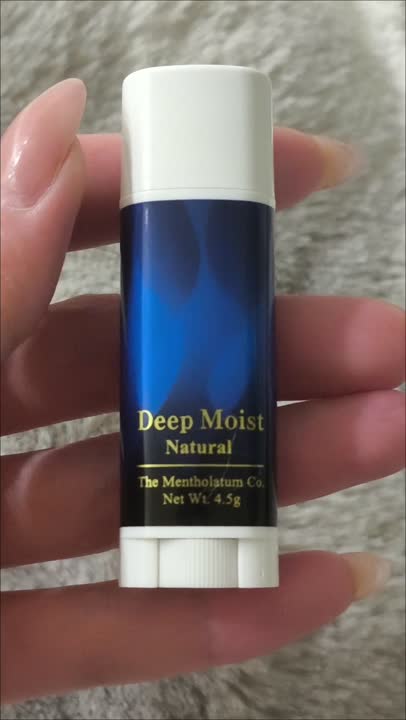 Deep Moist
Natural
The Mentholatum Co.
Net Wt. 4.5g